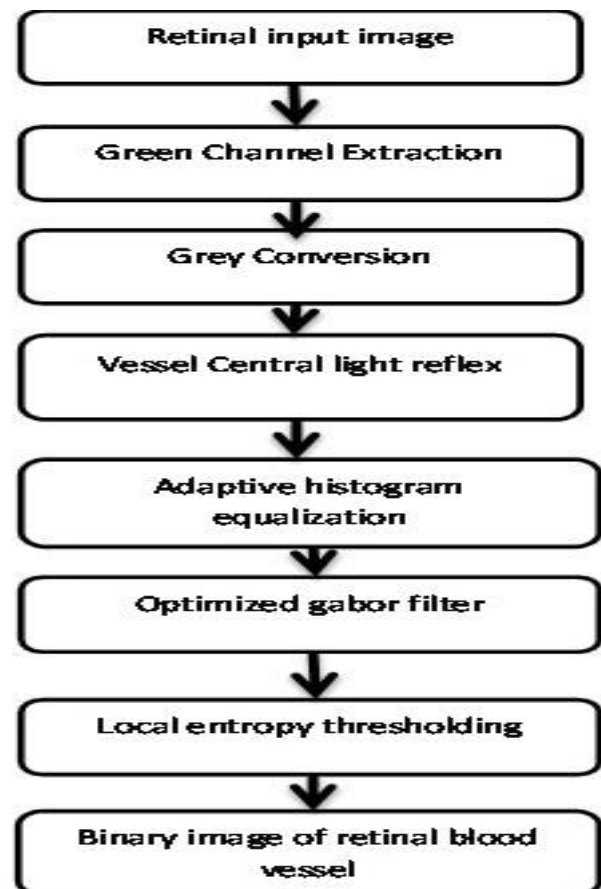 Retinal input image
Green Channel Extraction
Grey Conversion
Vessel Central light reflex
Adaptive histogram
equalization
Optimized gabor filter
Local entropy thresholding
Binary image of retinal blood
vessel